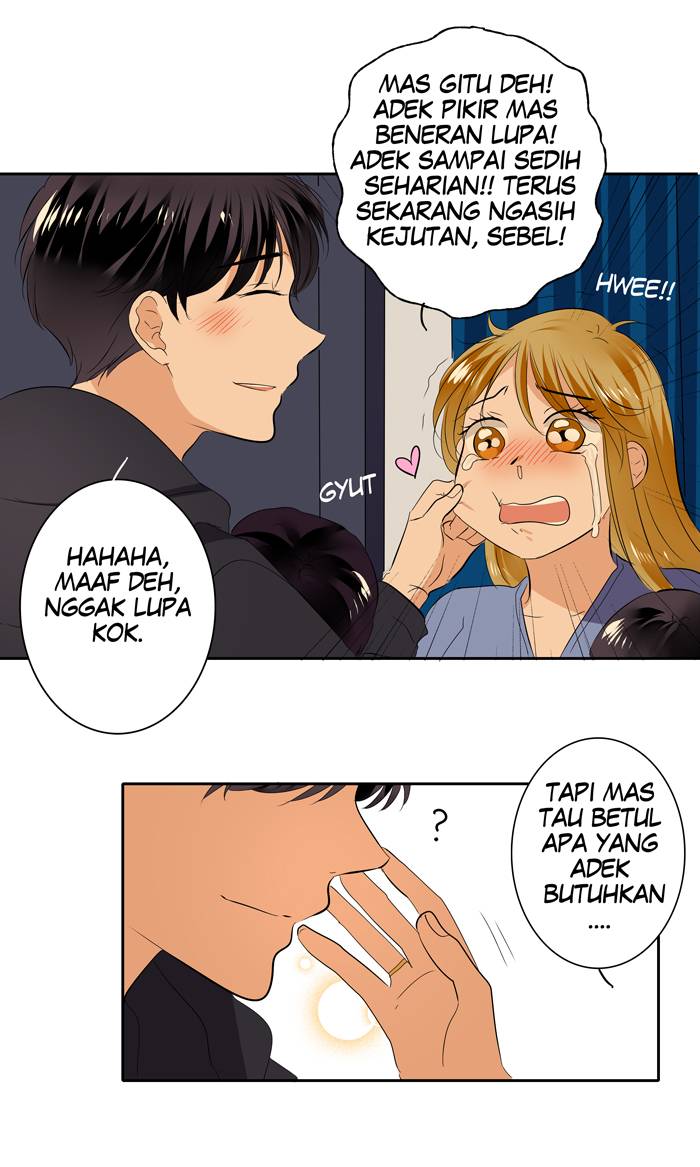 MAS GITU DEH!
ADEK PIKIR MAS
BENERAN LUPA!
ADEK SAMPAI SEDIH
SEHARIAN!! TERUS
SEKARANG NGASIH
KEJUTAN, SEBEL!
HWEE!!
GYUT
HAHAHA,
MAAF DEH,
NGGAK LUPA
KOK.
?
TAPI MAS
TAU BETUL
APA YANG
ADEK
BUTUHKAN
....